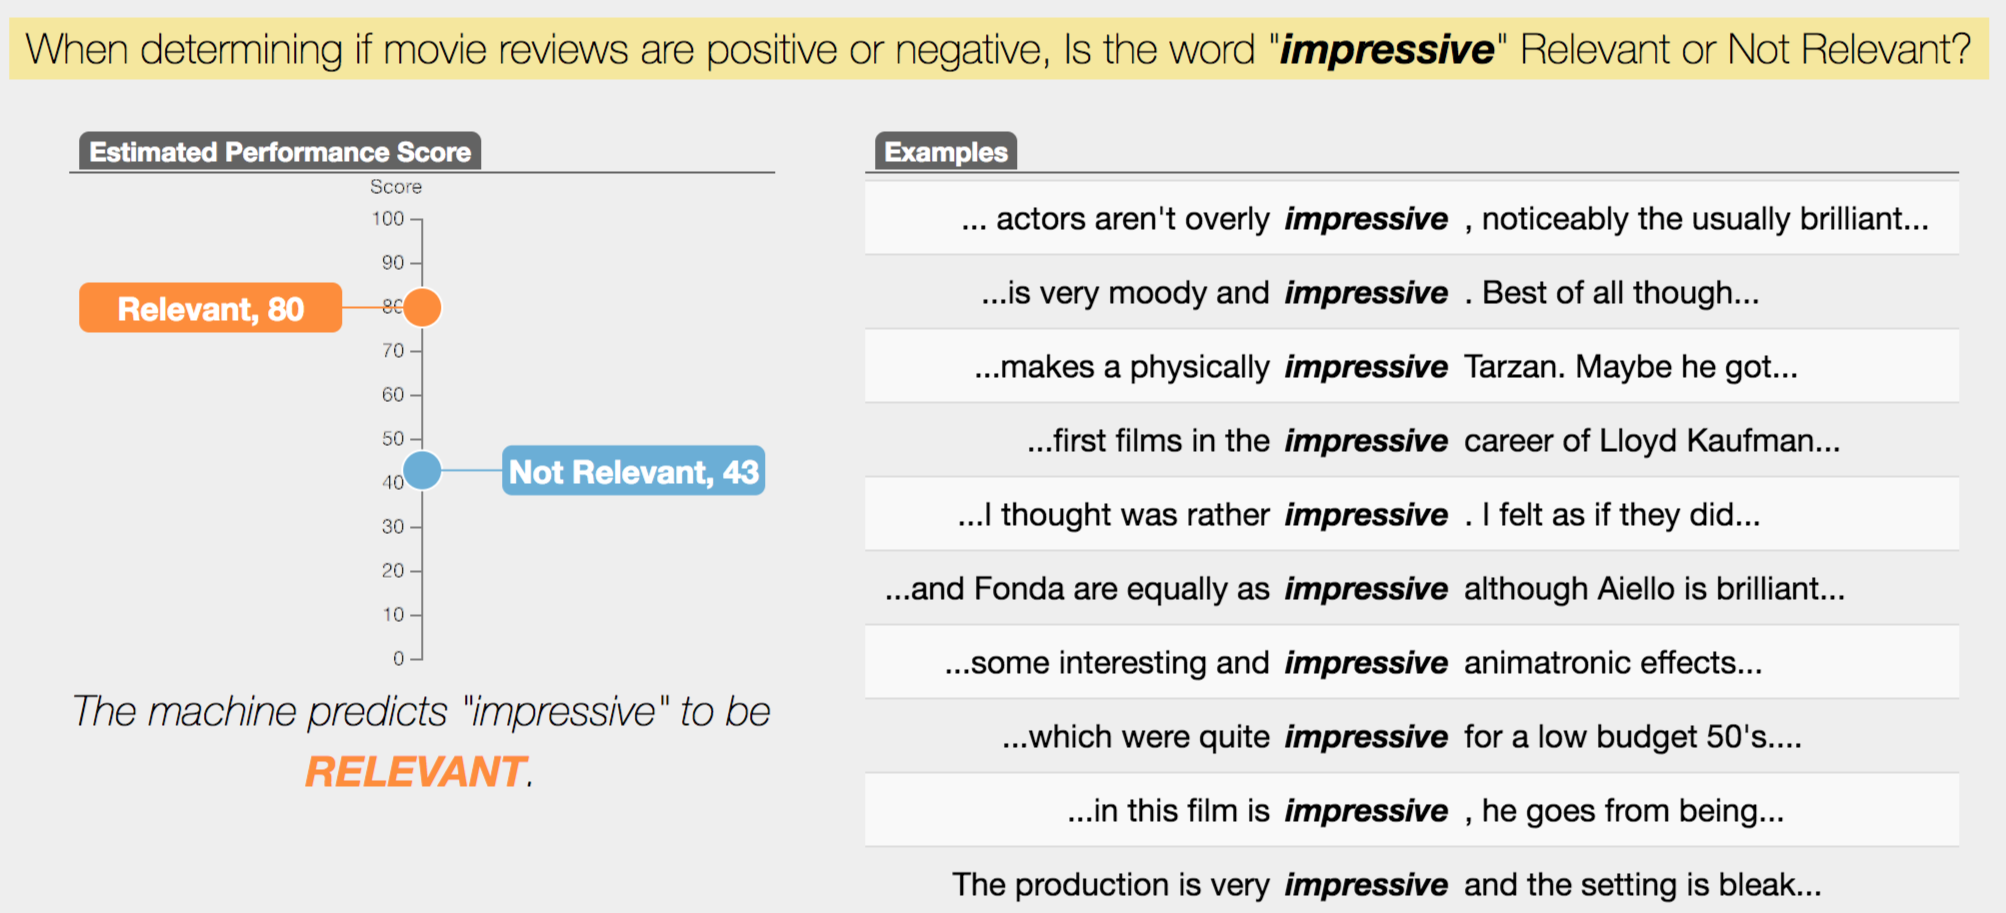 When determining if movie reviews are positive or negative, Is the word "impressive" Relevant or Not Relevant?
Estimated Performance Score
Score
100
90
80
70
60
50
40
30
20
10
0
Relevant, 80
Not Relevant, 43
The machine predicts "impressive" to be
RELEVANT.
Examples
... actors aren't overly impressive , noticeably the usually brilliant...
...is very moody and impressive . Best of all though...
...makes a physically impressive Tarzan. Maybe he got...
...first films in the impressive career of Lloyd Kaufman...
...I thought was rather impressive . I felt as if they did...
...and Fonda are equally as impressive although Aiello is brilliant...
...some interesting and impressive animatronic effects...
...which were quite impressive for a low budget 50's....
...in this film is impressive , he goes from being...
The production is very impressive and the setting is bleak...